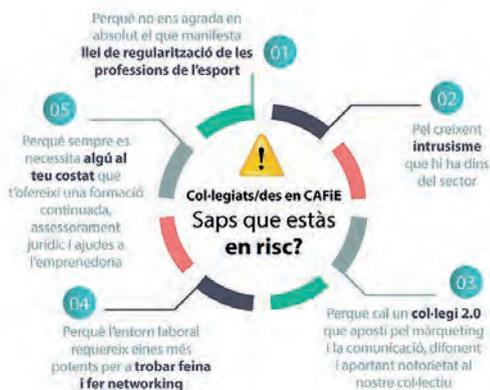 Perquè no ens agrada en
absolut el que manifesta
llei de regularització de les
professions de l'esport
01
02
Pel creixent
intrusisme
que hi ha dins
del sector
05
Perquè sempre es
necessita algú al
teu costat que
t'ofereixi una formació
continuada,
assessorament
jurídic i ajudes a
l'emprenedoria
Col·legiats/des en CAFiE
Saps que estàs
en risc?
03
Perquè cal un col·legi 2.0
que aposti pel màrqueting
i la comunicació, difonent
i aportant notorietat al
nostre col·lectiu
04
Perquè l'entorn laboral
requereix eines més
potents per a trobar feina
i fer networking